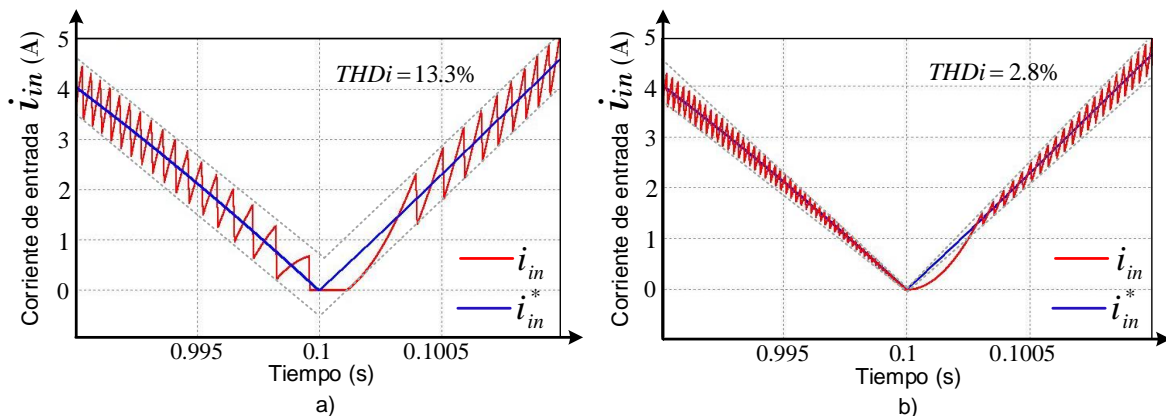 5
4
3
2
1
0
Corriente de entrada i_in (A)
THDi = 13.3%
i_in
i*_in
0.995
0.1
0.1005
Tiempo (s)
a)
5
4
3
2
1
0
Corriente de entrada i_in (A)
THDi = 2.8%
i_in
i*_in
0.995
0.1
0.1005
Tiempo (s)
b)